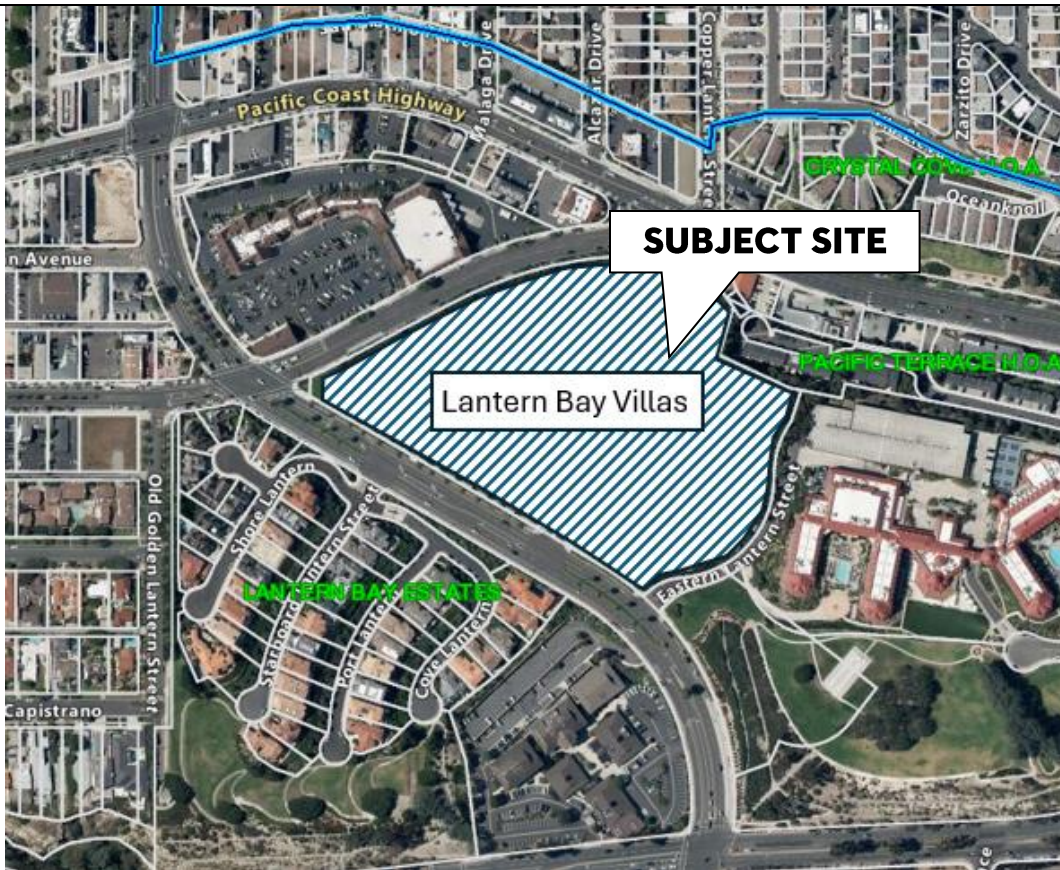 Pacific Coast Highway
Malaga Drive
Alcazar Drive
Copper Lantern Street
Zarzito Drive
CRYSTAL COVE H.O.A.
Oceanknoll
SUBJECT SITE
n Avenue
PACIFIC TERRACE H.O.A
Lantern Bay Villas
Old Golden Lantern Street
Shore Lantern
Starboard Lantern Street
Port Lantern
Cove Lantern
LANTERN BAY ESTATES
Eastern Lantern Street
Capistrano